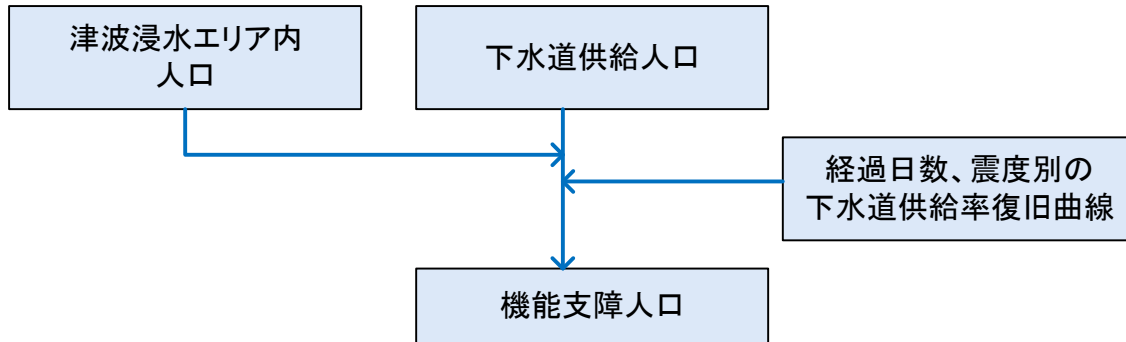 津波浸水エリア内
人口
下水道供給人口
経過日数、震度別の
下水道供給率復旧曲線
機能支障人口